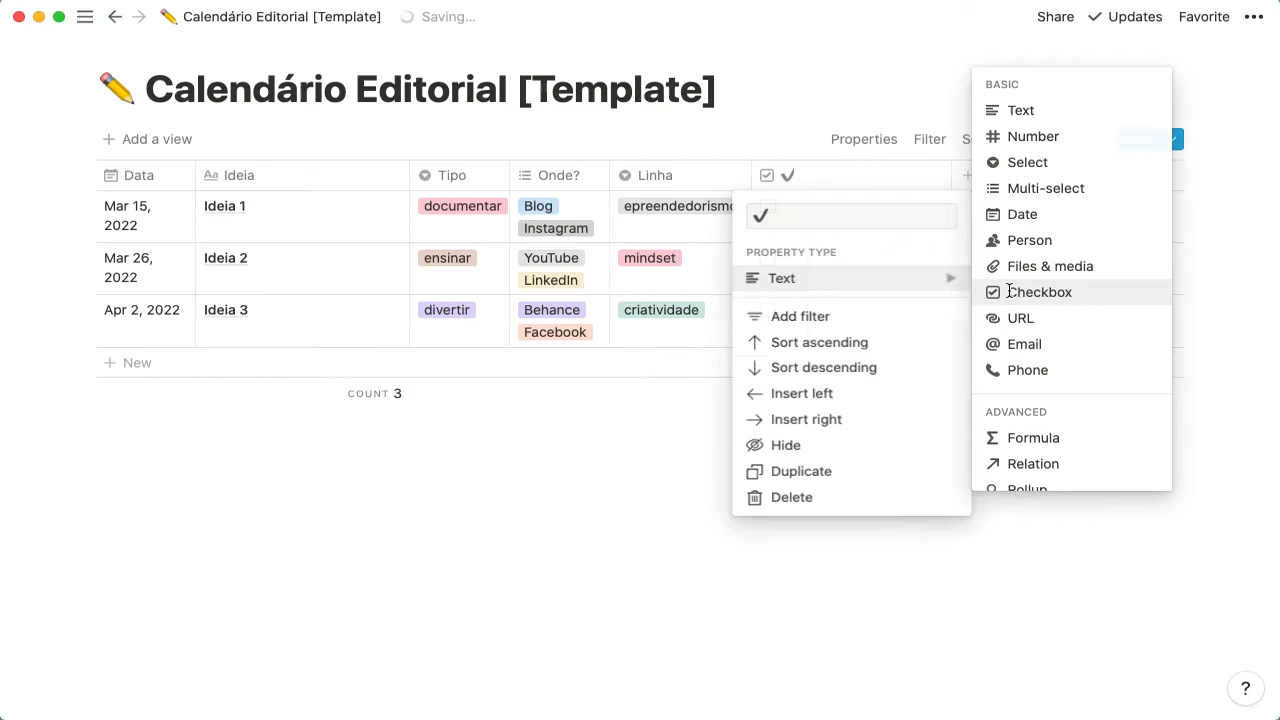 Calendário Editorial [Template]
Saving...
Share
Updates
Favorite
Calendário Editorial [Template]
Add a view
Properties
Filter
Data
Ideia
Tipo
Onde?
Linha
Mar 15, 2022
Ideia 1
documentar
Blog
Instagram
epreendedorismo
Mar 26, 2022
Ideia 2
ensinar
YouTube
LinkedIn
mindset
Apr 2, 2022
Ideia 3
divertir
Behance
Facebook
criatividade
New
COUNT 3
PROPERTY TYPE
Text
Add filter
Sort ascending
Sort descending
Insert left
Insert right
Hide
Duplicate
Delete
BASIC
Text
Number
Select
Multi-select
Date
Person
Files & media
Checkbox
URL
Email
Phone
ADVANCED
Formula
Relation
Rollup
?